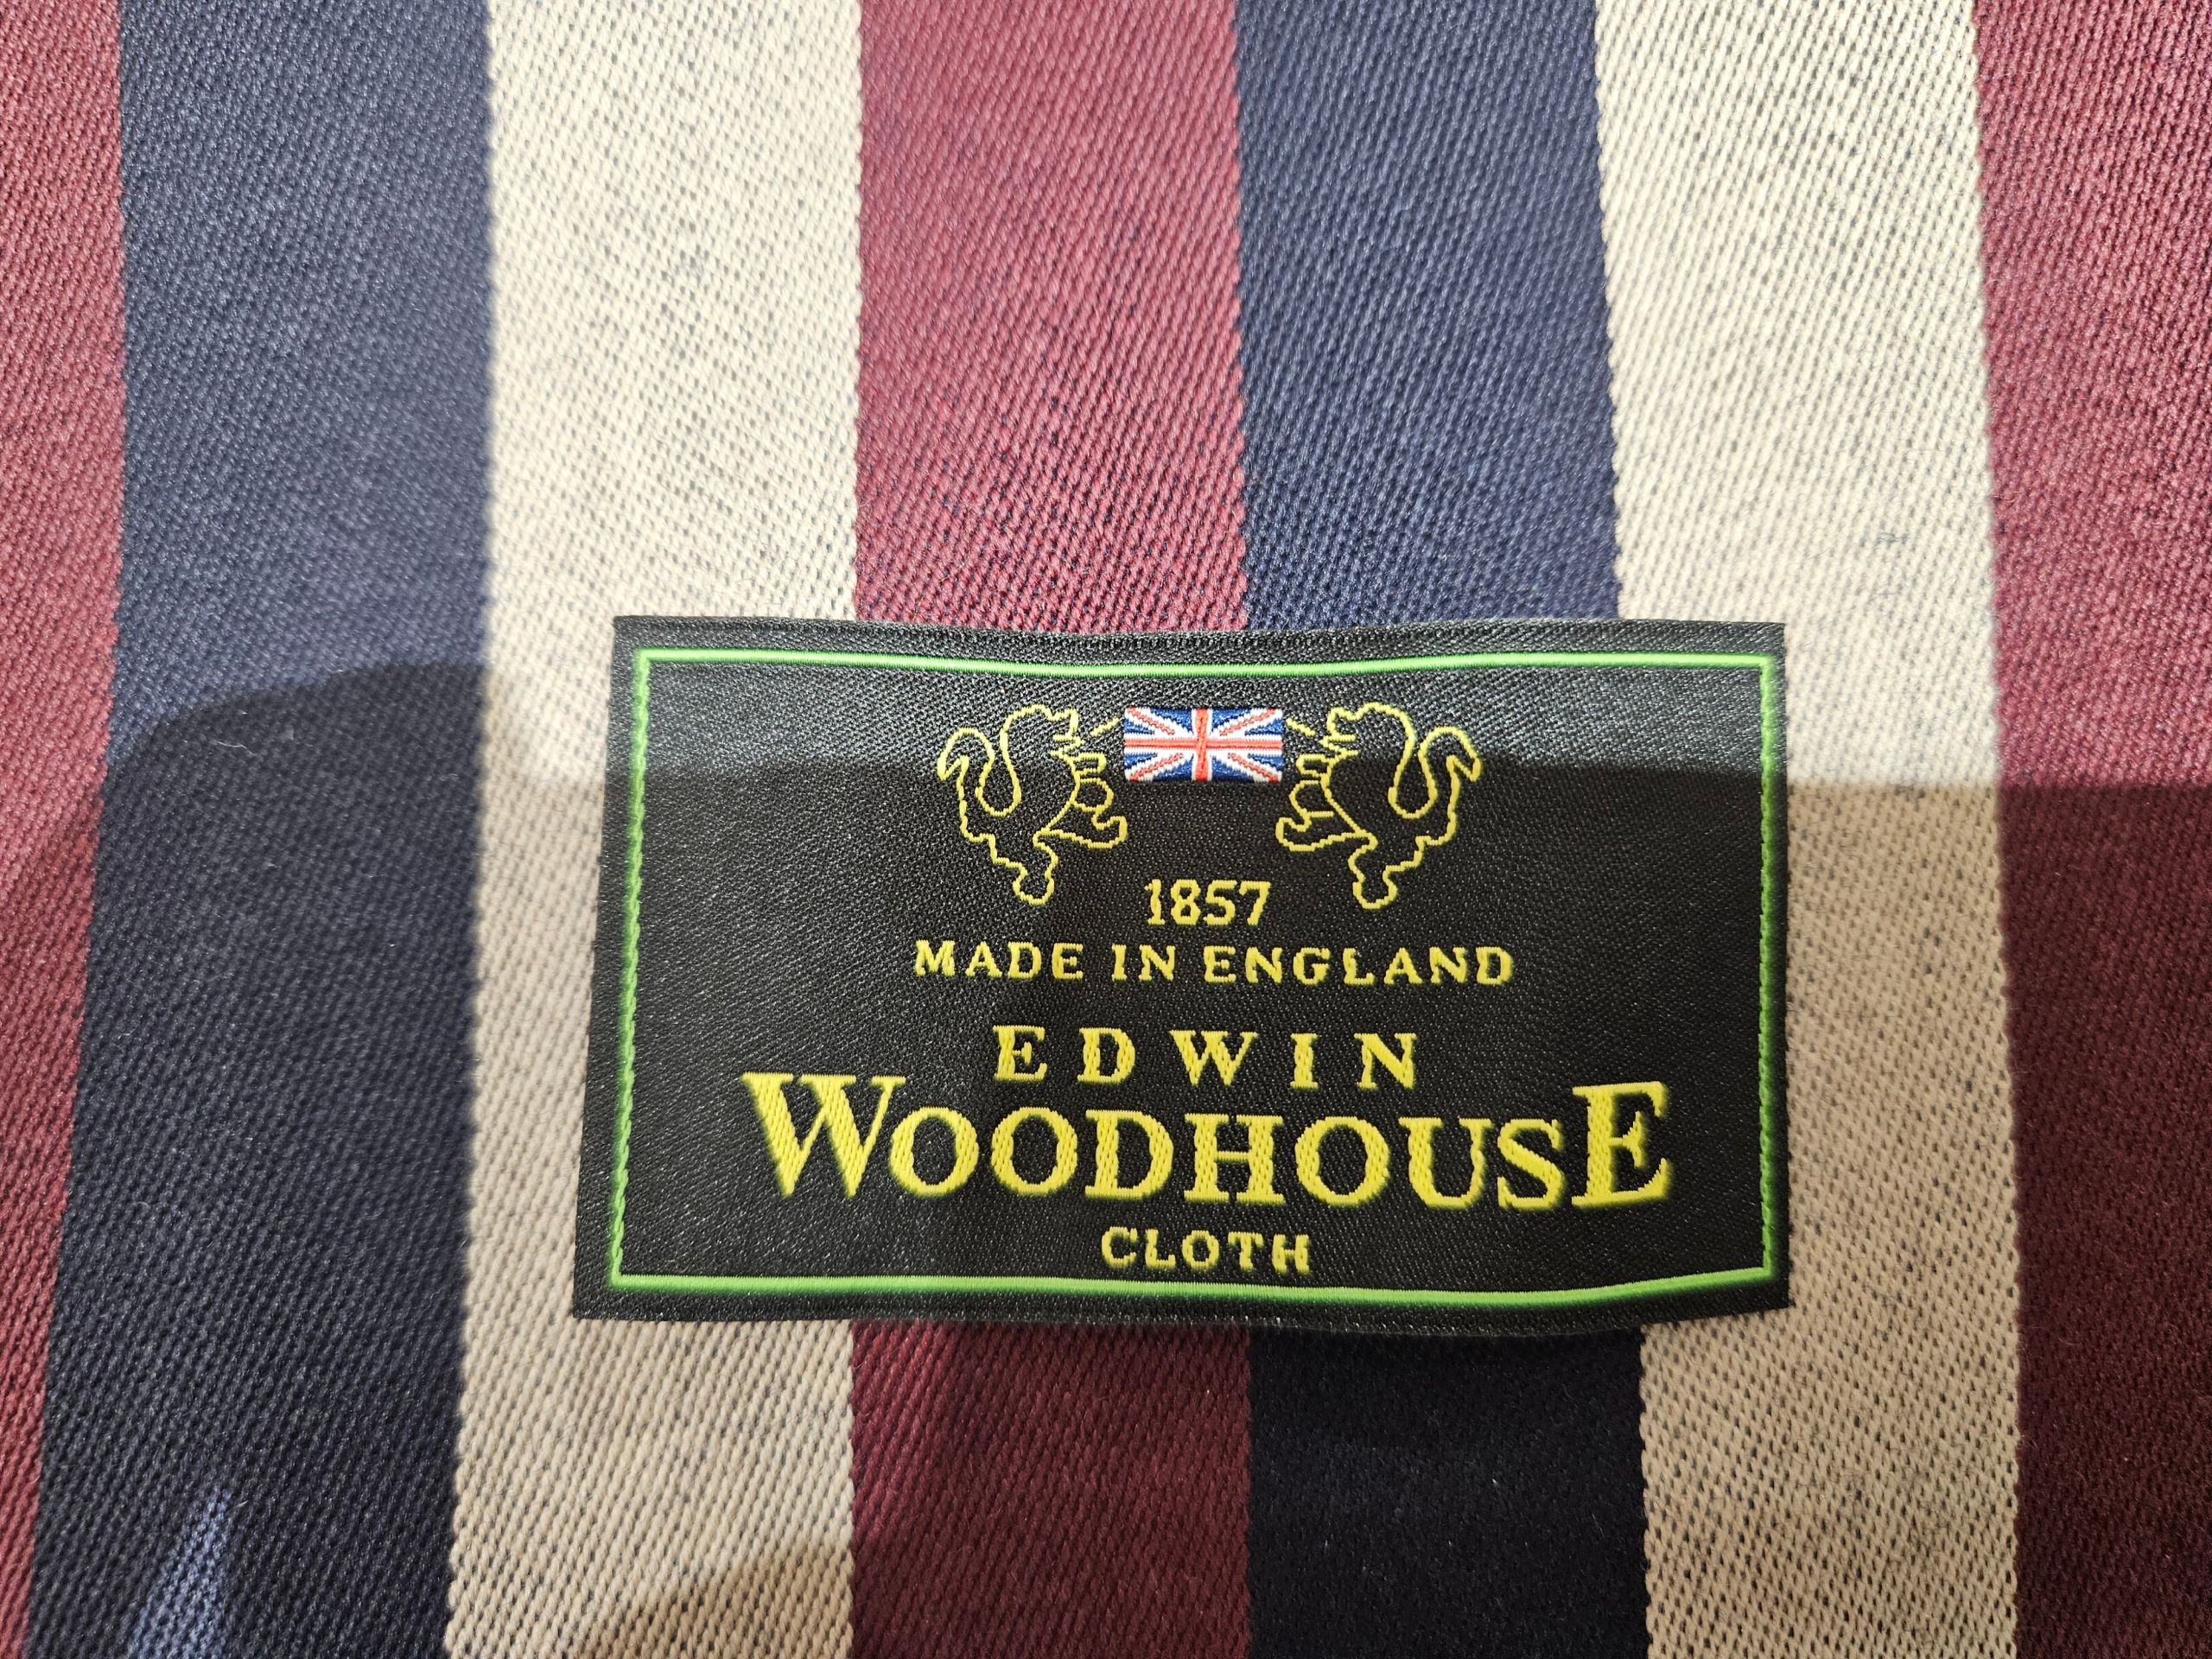 1857
MADE IN ENGLAND
EDWIN
WOODHOUSE
CLOTH